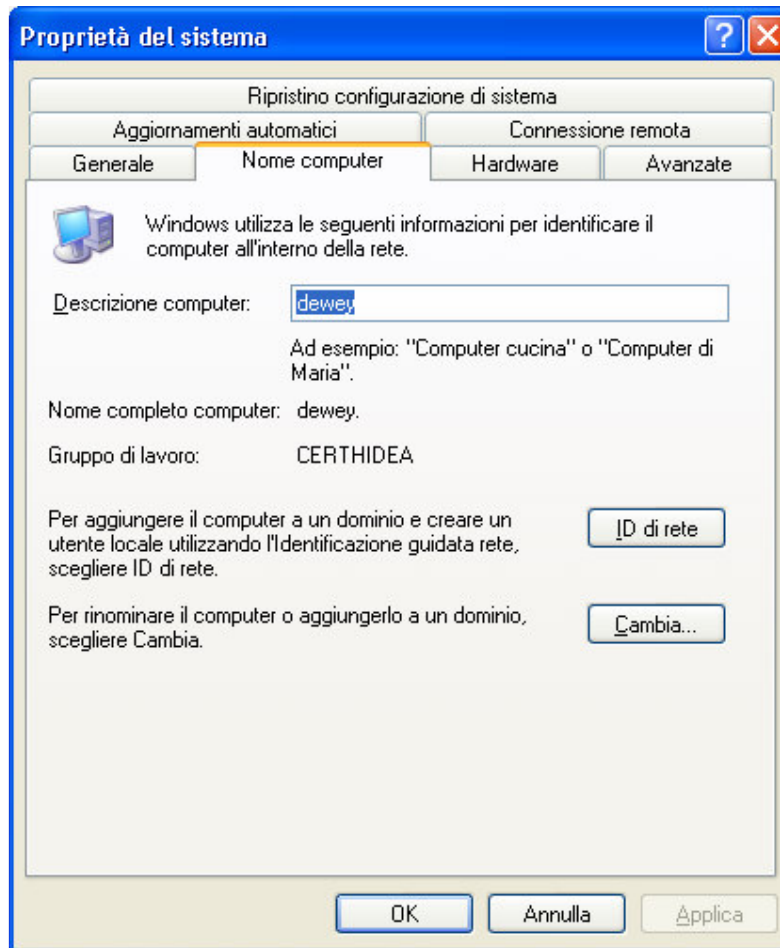 Proprietà del sistema
Ripristino configurazione di sistema
Aggiornamenti automatici Connessione remota
Generale Nome computer Hardware Avanzate
Windows utilizza le seguenti informazioni per identificare il
computer all'interno della rete.
Descrizione computer: dewey
Ad esempio: "Computer cucina" o "Computer di
Maria".
Nome completo computer: dewey.
Gruppo di lavoro: CERTHIDEA
Per aggiungere il computer a un dominio e creare un
utente locale utilizzando l'Identificazione guidata rete,
scegliere ID di rete.
ID di rete
Per rinominare il computer o aggiungerlo a un dominio,
scegliere Cambia.
Cambia...
OK Annulla Applica